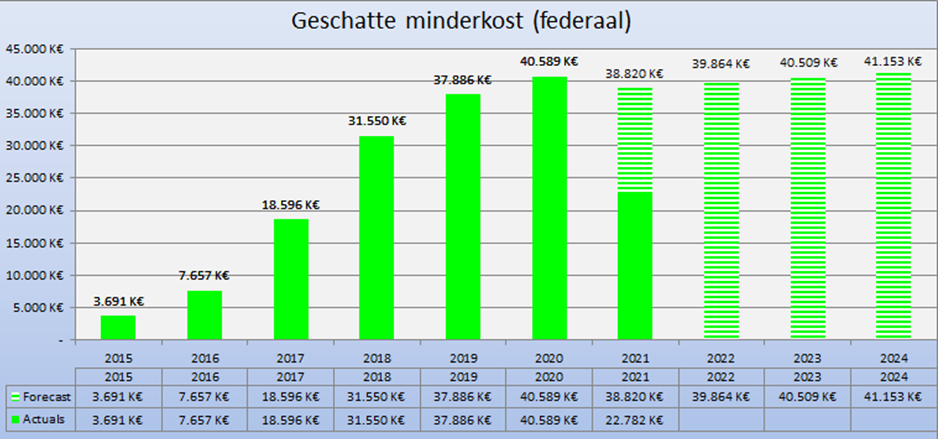 Geschatte minderkost (federaal)
45.000 K€
40.000 K€
35.000 K€
30.000 K€
25.000 K€
20.000 K€
15.000 K€
10.000 K€
5.000 K€
-
3.691 K€
7.657 K€
18.596 K€
31.550 K€
37.886 K€
40.589 K€
38.820 K€
39.864 K€
40.509 K€
41.153 K€
2015 2016 2017 2018 2019 2020 2021 2022 2023 2024
2015 2016 2017 2018 2019 2020 2021 2022 2023 2024
Forecast 3.691 K€ 7.657 K€ 18.596 K€ 31.550 K€ 37.886 K€ 40.589 K€ 38.820 K€ 39.864 K€ 40.509 K€ 41.153 K€
Actuals 3.691 K€ 7.657 K€ 18.596 K€ 31.550 K€ 37.886 K€ 40.589 K€ 22.782 K€